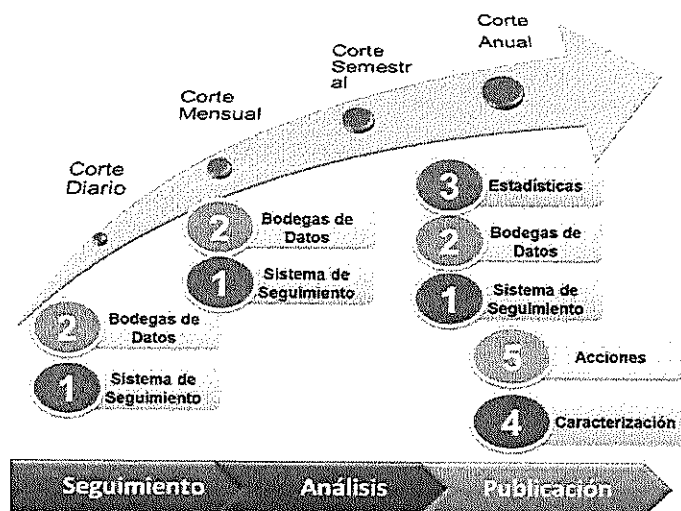 Corte
Anual
Corte
Semestr
al
Corte
Mensual
Corte
Diario
3 Estadísticas
2 Bodegas de
Datos
1 Sistema de
Seguimiento
2 Bodegas de
Datos
1 Sistema de
Seguimiento
2 Bodegas de
Datos
1 Sistema de
Seguimiento
5 Acciones
4 Caracterización
Seguimiento
Análisis
Publicación